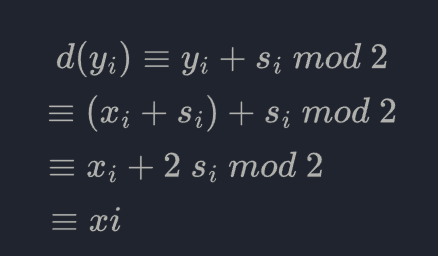 d(yᵢ) ≡ yᵢ + sᵢ mod 2
≡ (xᵢ + sᵢ) + sᵢ mod 2
≡ xᵢ + 2 sᵢ mod 2
≡ xi